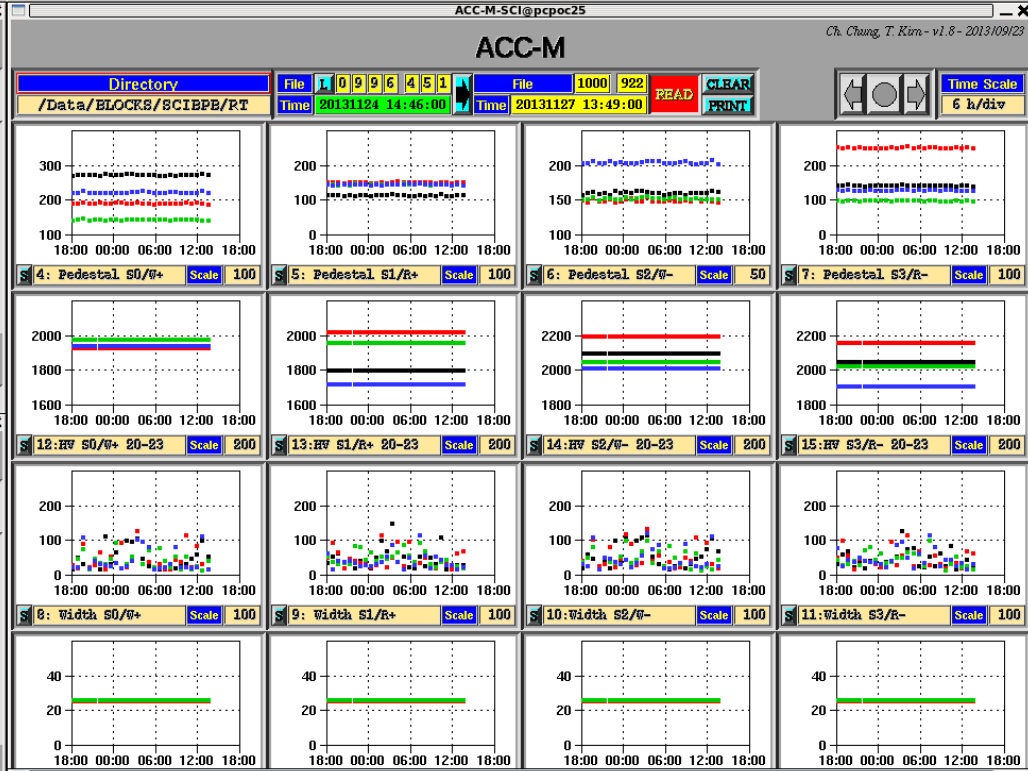 ACC-M-SCI@pcpoc25
Ch. Chung, T. Kim - v1.8 - 2013/09/23
ACC-M
Directory
/Data/BLOCKS/SCIBPB/RT
File L 0 9 9 6 4 5 1
Time 20131124 14:46:00
File 1000 922
Time 20131127 13:49:00
READ
CLEAR
PRINT
Time Scale
6 h/div
300
200
100
18:00 00:00 06:00 12:00 18:00
S 4: Pedestal S0/W+ Scale 100
200
100
0
18:00 00:00 06:00 12:00 18:00
S 5: Pedestal S1/R+ Scale 100
200
150
100
18:00 00:00 06:00 12:00 18:00
S 6: Pedestal S2/W- Scale 50
200
100
0
18:00 00:00 06:00 12:00 18:00
S 7: Pedestal S3/R- Scale 100
2000
1800
1600
18:00 00:00 06:00 12:00 18:00
S 12:HV S0/W+ 20-23 Scale 200
2000
1800
1600
18:00 00:00 06:00 12:00 18:00
S 13:HV S1/R+ 20-23 Scale 200
2200
2000
1800
18:00 00:00 06:00 12:00 18:00
S 14:HV S2/W- 20-23 Scale 200
2200
2000
1800
18:00 00:00 06:00 12:00 18:00
S 15:HV S3/R- 20-23 Scale 200
200
100
0
18:00 00:00 06:00 12:00 18:00
S 8: Width S0/W+ Scale 100
200
100
0
18:00 00:00 06:00 12:00 18:00
S 9: Width S1/R+ Scale 100
200
100
0
18:00 00:00 06:00 12:00 18:00
S 10:Width S2/W- Scale 100
200
100
0
18:00 00:00 06:00 12:00 18:00
S 11:Width S3/R- Scale 100
40
20
0
18:00 00:00 06:00 12:00 18:00
40
20
0
18:00 00:00 06:00 12:00 18:00
40
20
0
18:00 00:00 06:00 12:00 18:00
40
20
0
18:00 00:00 06:00 12:00 18:00